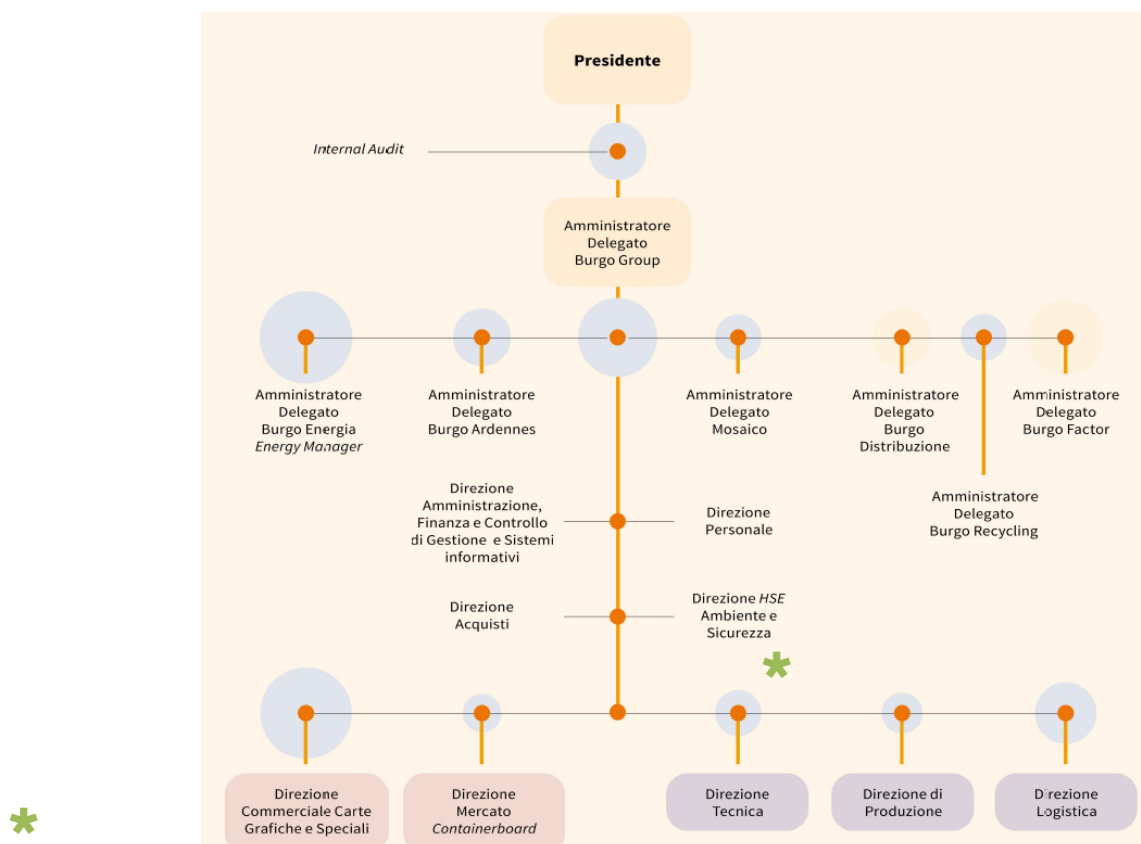 Presidente
Internal Audit
Amministratore
Delegato
Burgo Group
Amministratore
Delegato
Burgo Energia
Energy Manager
Amministratore
Delegato
Burgo Ardennes
Amministratore
Delegato
Mosaico
Amministratore
Delegato
Burgo
Distribuzione
Amministratore
Delegato
Burgo Factor
Amministratore
Delegato
Burgo Recycling
Direzione
Amministrazione,
Finanza e Controllo
di Gestione e Sistemi
informativi
Direzione
Personale
Direzione
Acquisti
Direzione HSE
Ambiente e
Sicurezza
*
Direzione
Commerciale Carte
Grafiche e Speciali
Direzione
Mercato
Containerboard
Direzione
Tecnica
Direzione di
Produzione
Direzione
Logistica
*